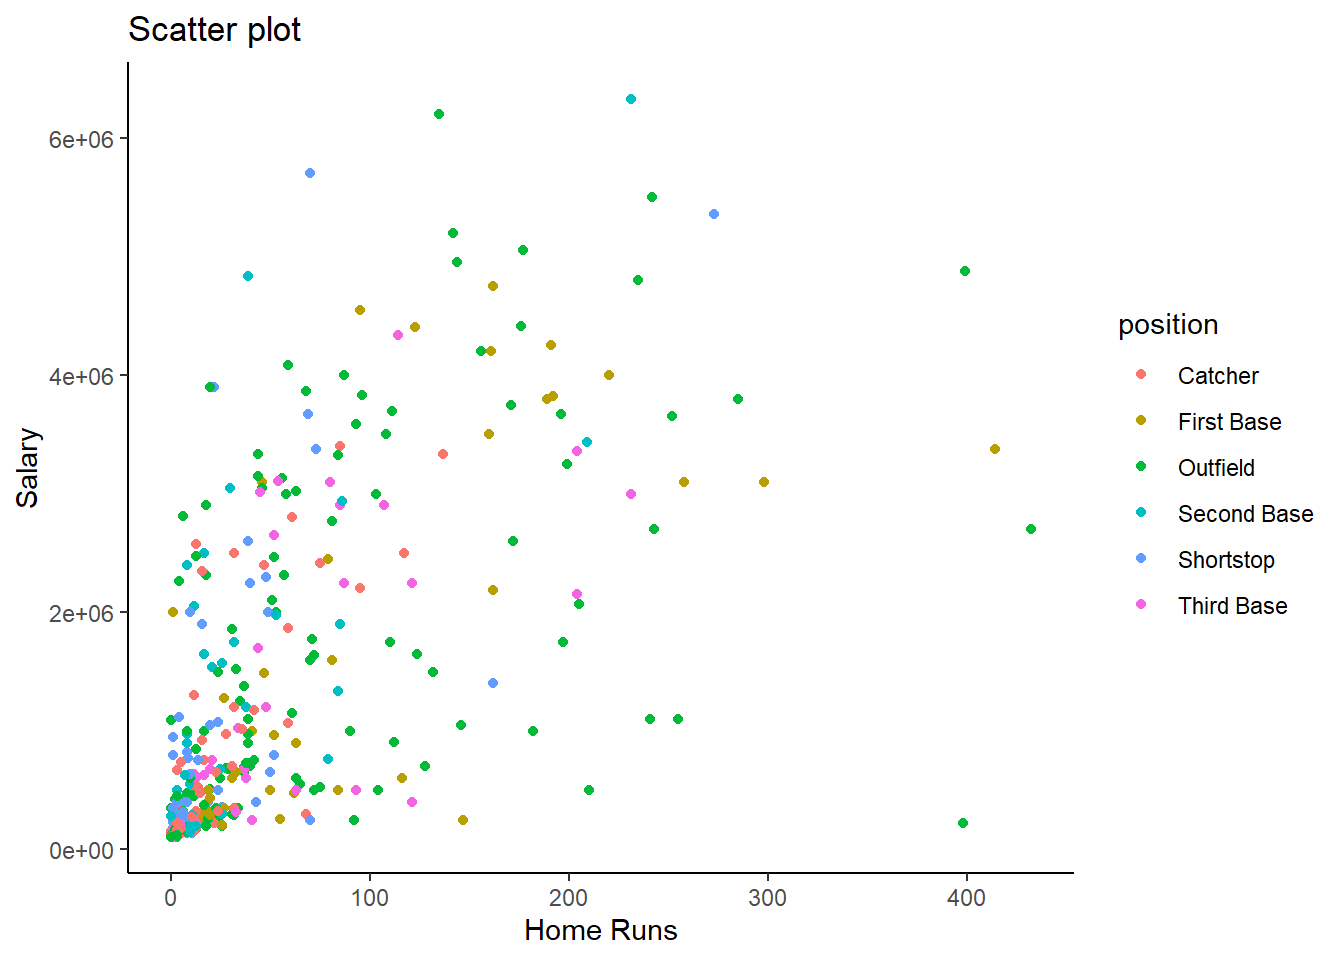 Scatter plot
6e+06
4e+06
2e+06
0e+00
Salary
0 100 200 300 400
Home Runs
position
Catcher
First Base
Outfield
Second Base
Shortstop
Third Base